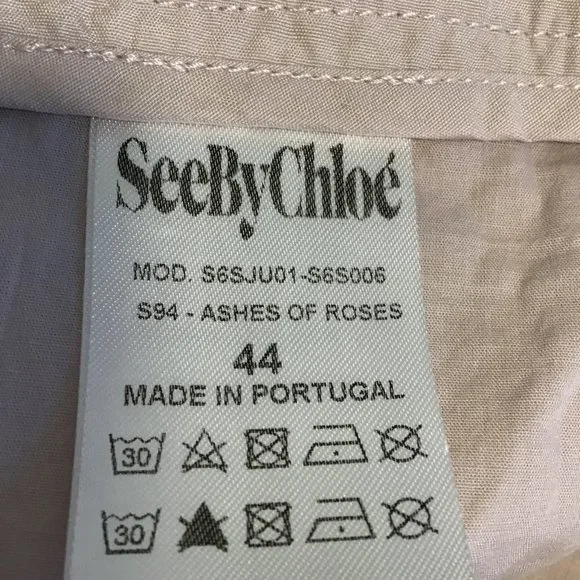 SeeByChloé
MOD. S6SJU01-S6S006
S94 - ASHES OF ROSES
44
MADE IN PORTUGAL
30
30